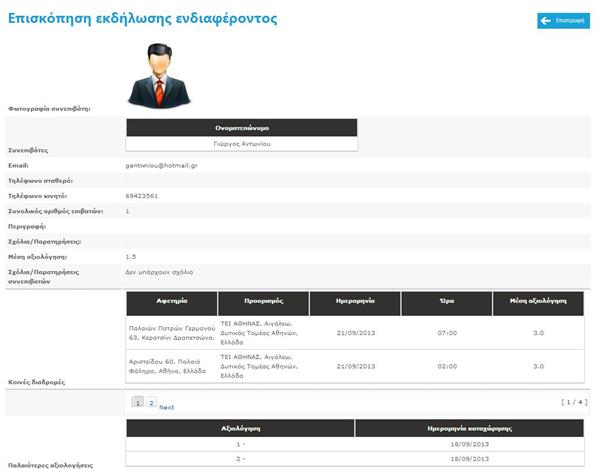 Επισκόπηση εκδήλωσης ενδιαφέροντος
Επιστροφή
Φωτογραφία συνεπιβάτη:
Ονοματεπώνυμο
Γιώργος Αντωνίου
Συνεπιβάτες
Email:
gantwniou@hotmail.gr
Τηλέφωνο σταθερό:
Τηλέφωνο κινητό:
69423561
Συνολικός αριθμός επιβατών:
1
Περιγραφή:
Σχόλια/Παρατηρήσεις:
Μέση αξιολόγηση:
1.5
Σχόλια/Παρατηρήσεις
συνεπιβατών
Δεν υπάρχουν σχόλια
Αφετηρία Προορισμός Ημερομηνία Ώρα Μέση αξιολόγηση
Παλαιών Πατρών Γερμανού
63, Κερατσίνι Δραπετσώνα,
ΤΕΙ ΑΘΗΝΑΣ, Αιγάλεω,
Δυτικός Τομέας Αθηνών,
Ελλάδα
21/09/2013 07:00 3.0
Αριστείδου 60, Παλαιό
Φάληρο, Αθήνα, Ελλάδα
ΤΕΙ ΑΘΗΝΑΣ, Αιγάλεω,
Δυτικός Τομέας Αθηνών,
Ελλάδα
21/09/2013 02:00 3.0
Κοινές διαδρομές
1 2 Next [ 1 / 4 ]
Αξιολόγηση Ημερομηνία καταχώρησης
1 - 18/09/2013
2 - 18/09/2013
Παλαιότερες αξιολογήσεις